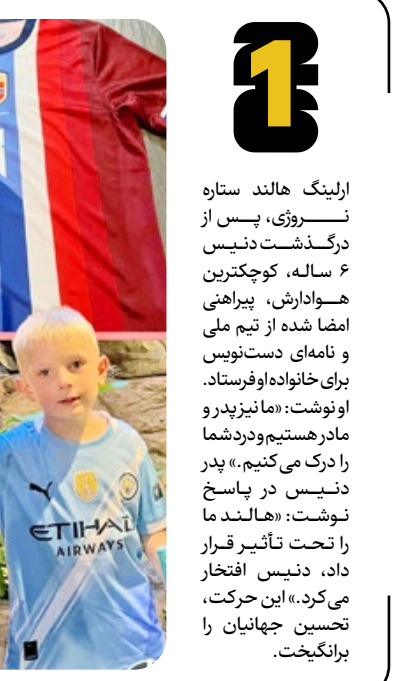 1
ارلینگ هالند ستاره
نروژی، پس از
درگذشت دنیس
۶ ساله، کوچکترین
هوادارش، پیراهنی
امضا شده از تیم ملی
و نامه‌ای دست‌نویس
برای خانواده او فرستاد.
او نوشت: «ما نیز پدر و
مادر هستیم و درد شما
را درک می‌کنیم.» پدر
دنیس در پاسخ
نوشت: «هالند ما
را تحت تأثیر قرار
داد، دنیس افتخار
می‌کرد.» این حرکت،
تحسین جهانیان را
برانگیخت.
ETIHAD
AIRWAYS